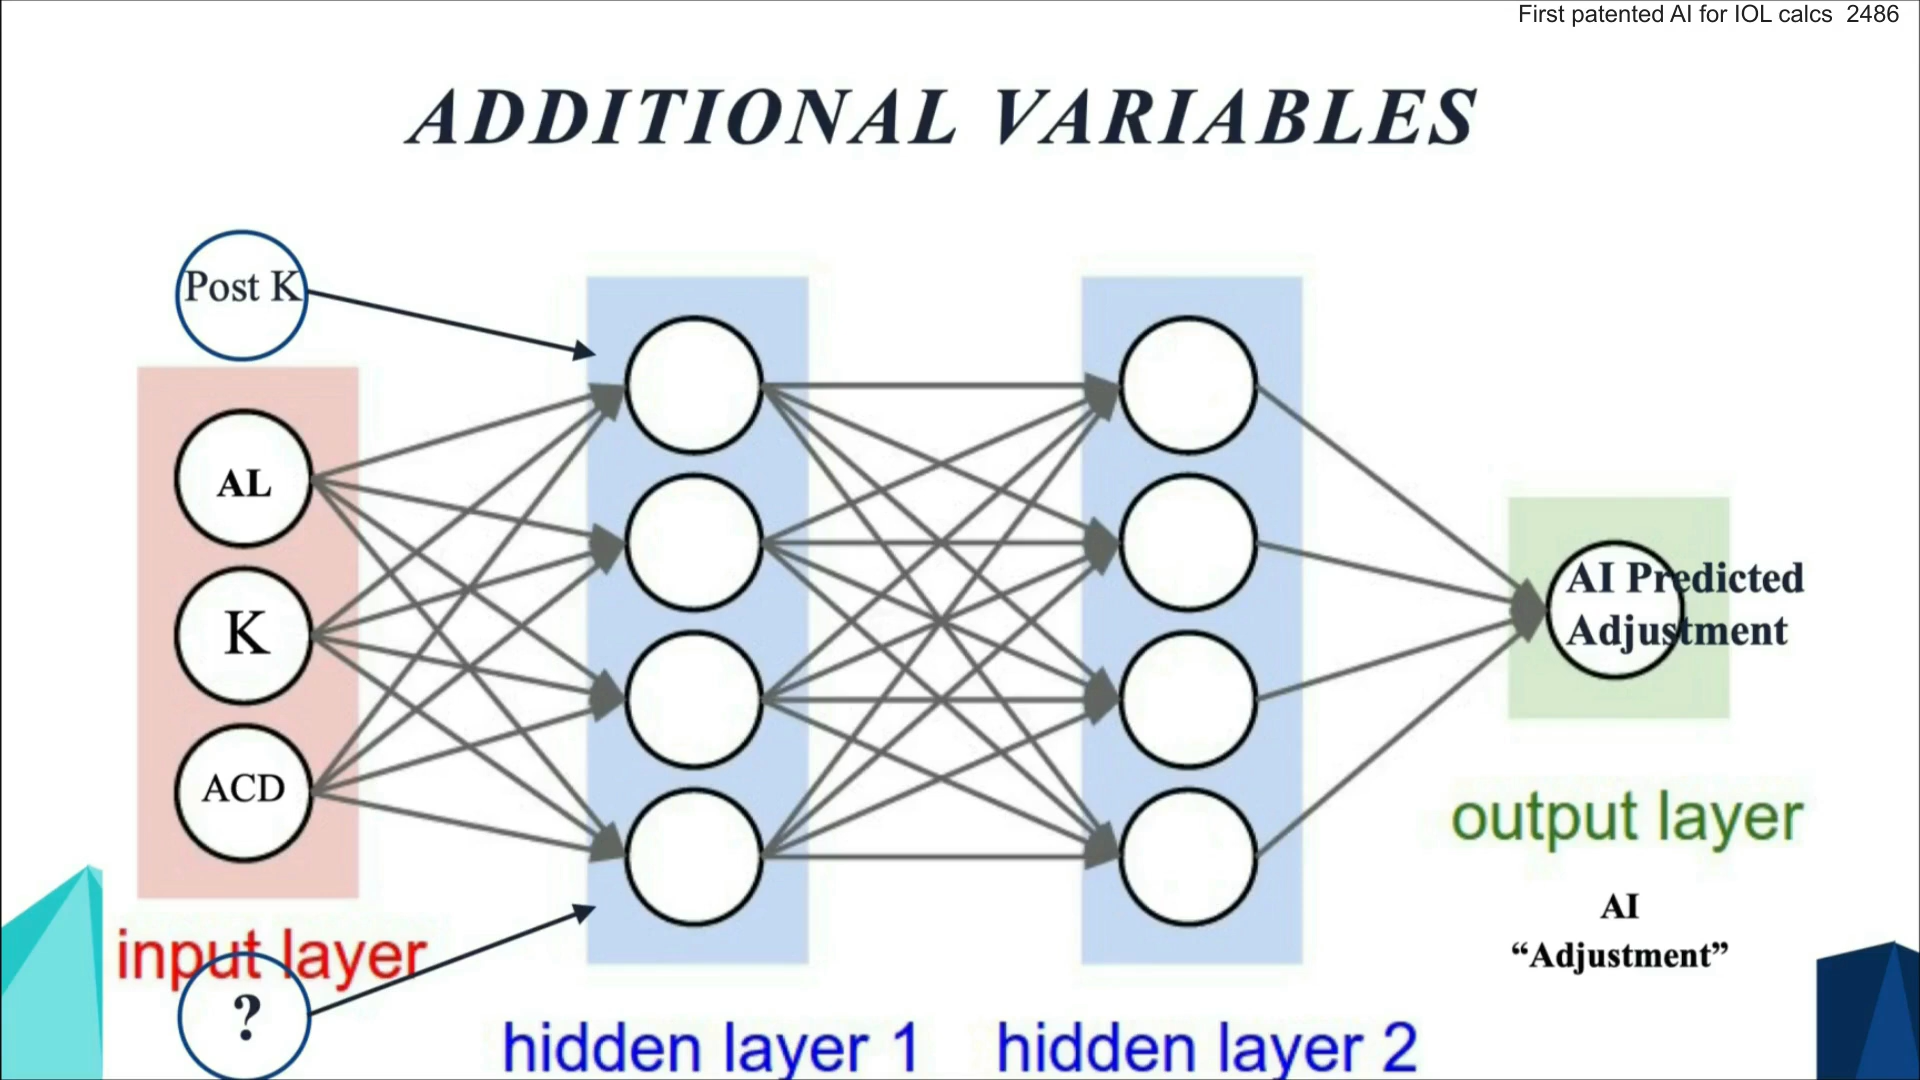 First patented AI for IOL calcs  2486
ADDITIONAL VARIABLES
Post K
AL
K
ACD
input layer
?
hidden layer 1
hidden layer 2
AI Predicted
Adjustment
output layer
AI
“Adjustment”